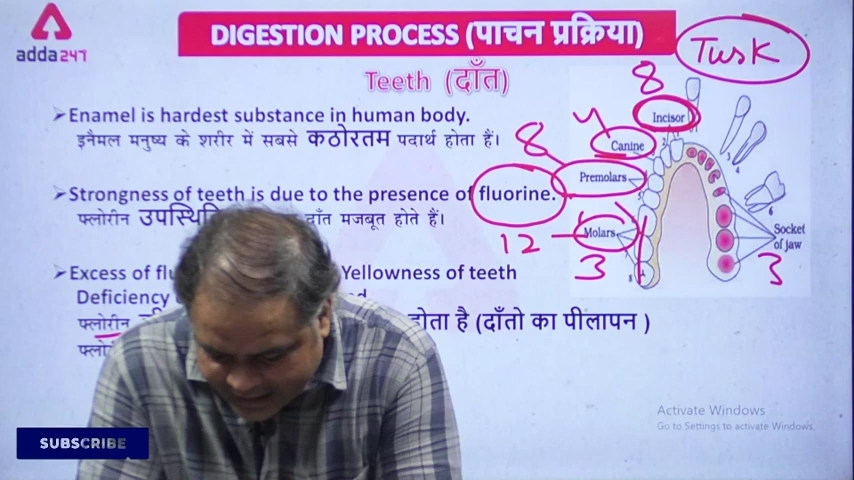 adda247
DIGESTION PROCESS (पाचन प्रक्रिया)
Tusk
Teeth (दाँत)
➢Enamel is hardest substance in human body.
इनैमल मनुष्य के शरीर में सबसे कठोरतम पदार्थ होता है।
➢Strongness of teeth is due to the presence of fluorine.
फ्लोरीन दाँत मजबूत होते हैं।
➢Excess of Yellowness of teeth
Deficiency
फ्लोरीन होता है (दाँतो का पीलापन )
8
Incisor
4
Canine
8
Premolars
12
Molars
3
Socket
of jaw
3
Activate Windows
Go to Settings to activate Windows.
SUBSCRIBE